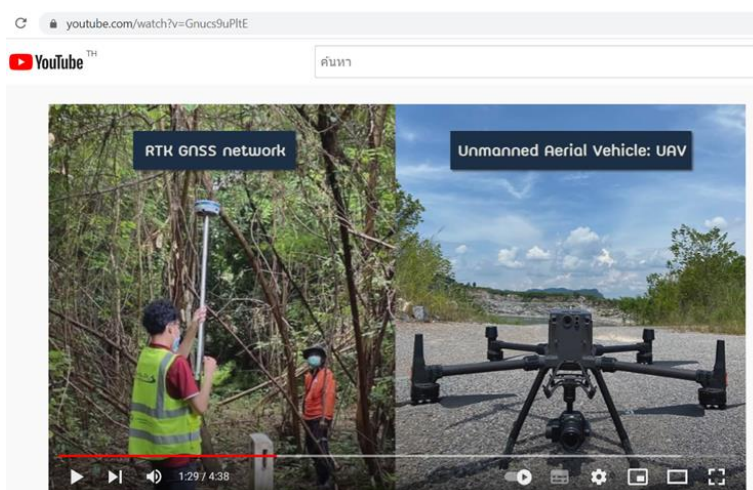 youtube.com/watch?v=Gnucs9uPltE
YouTube TH
ค้นหา
RTK GNSS network
Unmanned Aerial Vehicle: UAV
1:29 / 4:38